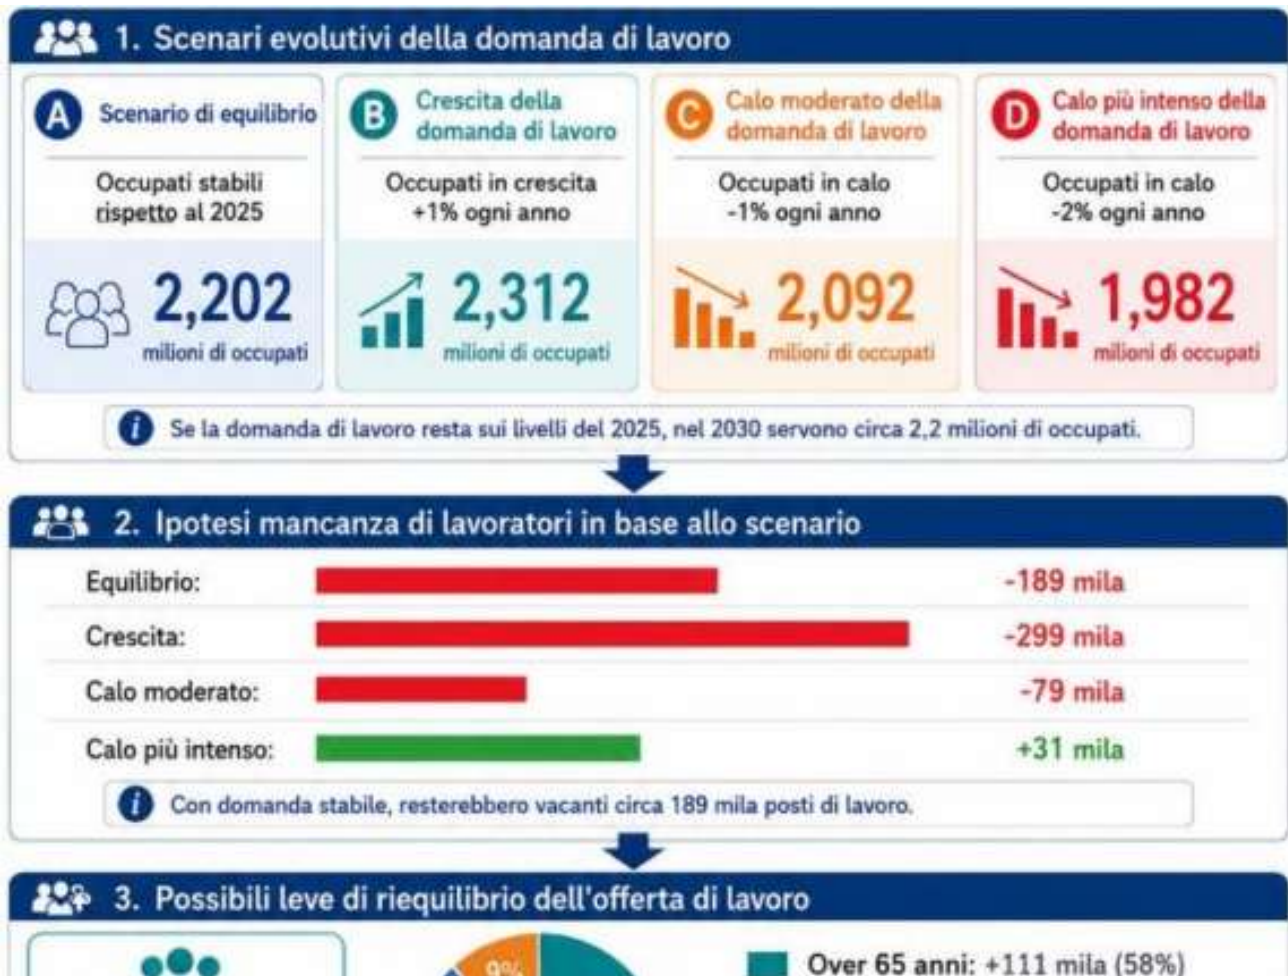 1. Scenari evolutivi della domanda di lavoro
A Scenario di equilibrio
Occupati stabili
rispetto al 2025
2,202
milioni di occupati
B Crescita della
domanda di lavoro
Occupati in crescita
+1% ogni anno
2,312
milioni di occupati
C Calo moderato della
domanda di lavoro
Occupati in calo
-1% ogni anno
2,092
milioni di occupati
D Calo più intenso della
domanda di lavoro
Occupati in calo
-2% ogni anno
1,982
milioni di occupati
i Se la domanda di lavoro resta sui livelli del 2025, nel 2030 servono circa 2,2 milioni di occupati.
2. Ipotesi mancanza di lavoratori in base allo scenario
Equilibrio: -189 mila
Crescita: -299 mila
Calo moderato: -79 mila
Calo più intenso: +31 mila
i Con domanda stabile, resterebbero vacanti circa 189 mila posti di lavoro.
3. Possibili leve di riequilibrio dell'offerta di lavoro
9%
Over 65 anni: +111 mila (58%)